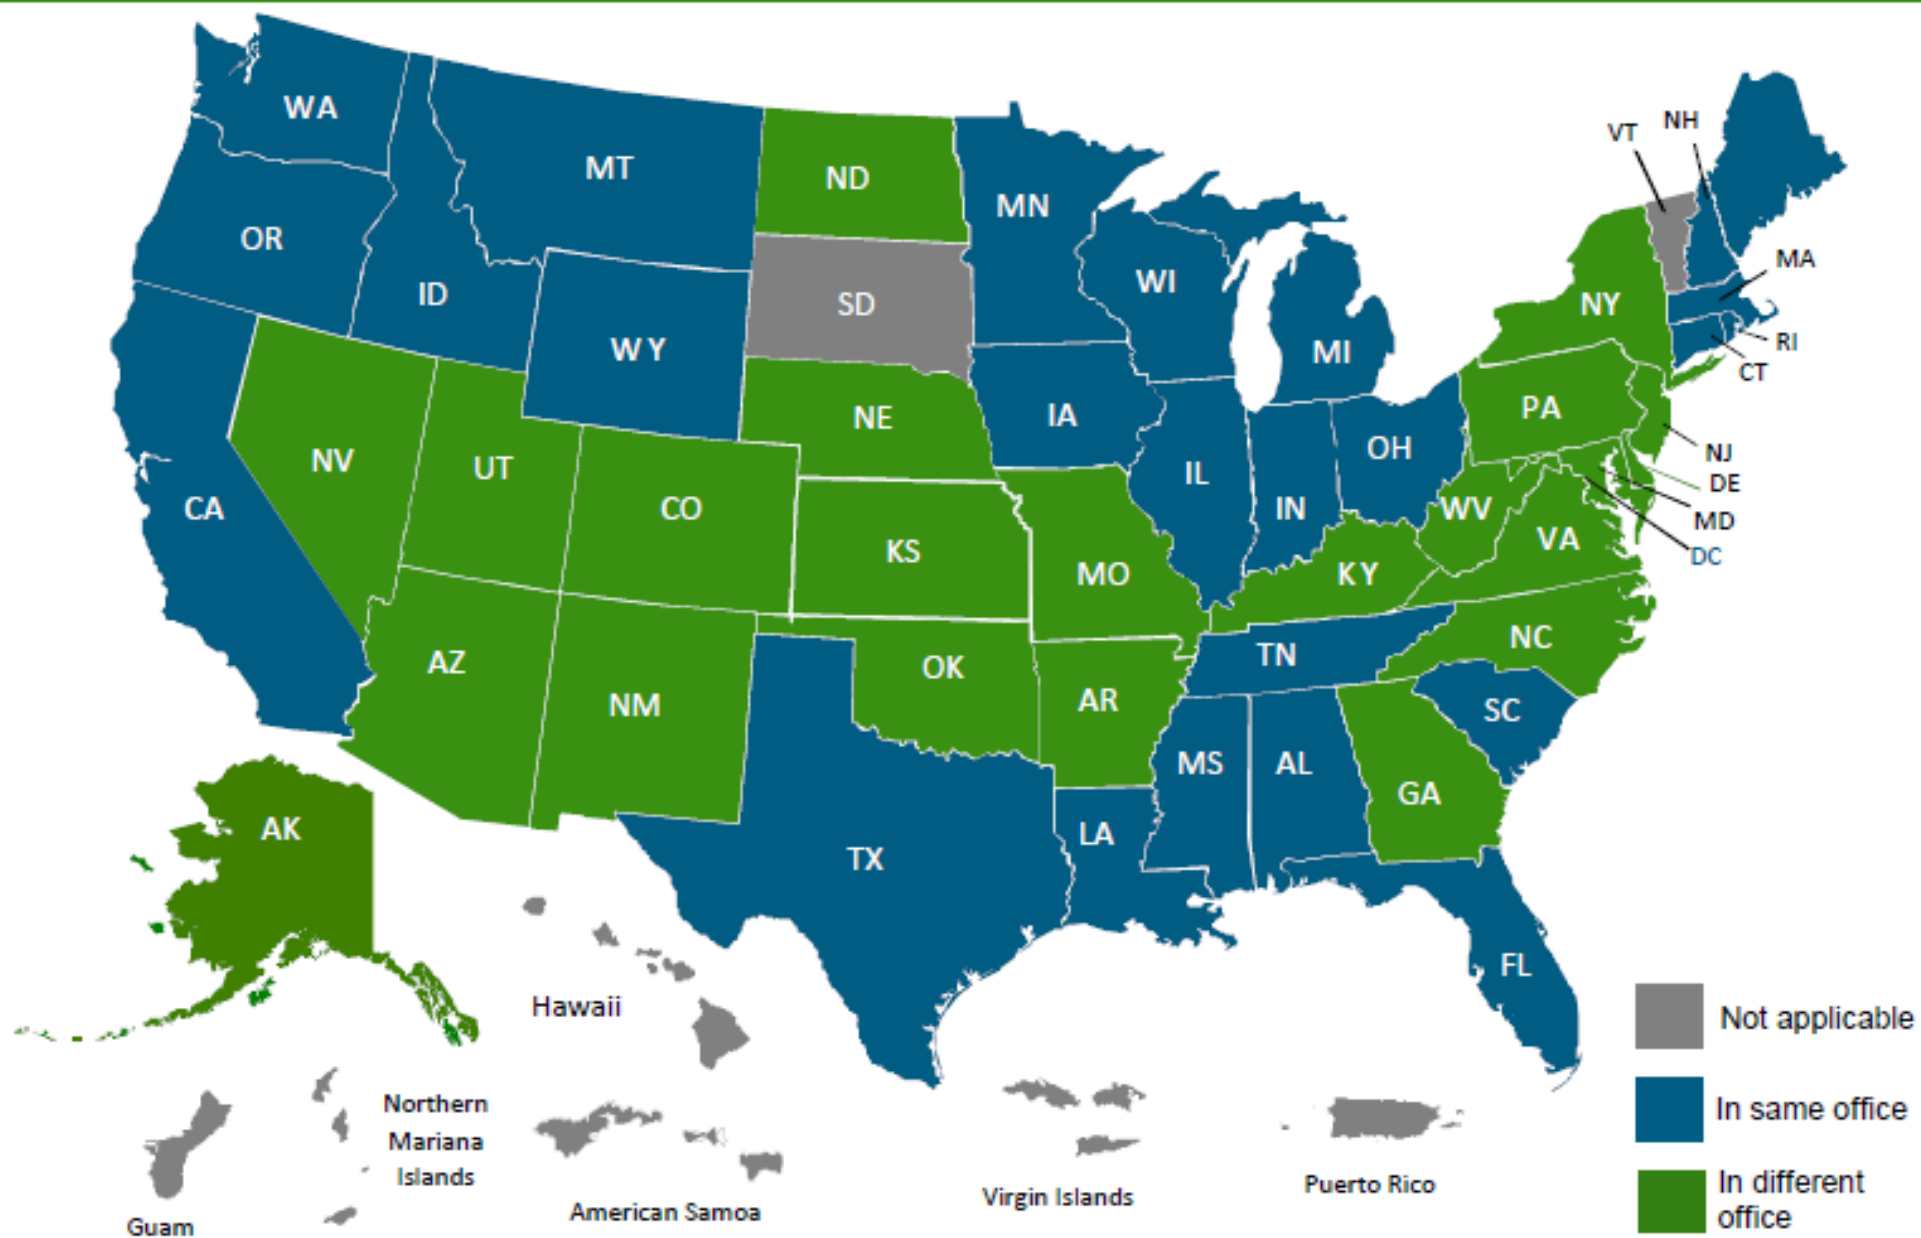 WA
MT
ND
MN
VT
NH
OR
ID
WY
SD
WI
MI
NY
MA
RI
CT
NV
UT
CO
NE
IA
IL
IN
OH
PA
NJ
DE
MD
DC
CA
KS
MO
KY
WV
VA
AZ
NM
OK
AR
TN
NC
SC
MS
AL
GA
LA
TX
FL
AK
Hawaii
Guam
Northern
Mariana
Islands
American Samoa
Virgin Islands
Puerto Rico
Not applicable
In same office
In different
office